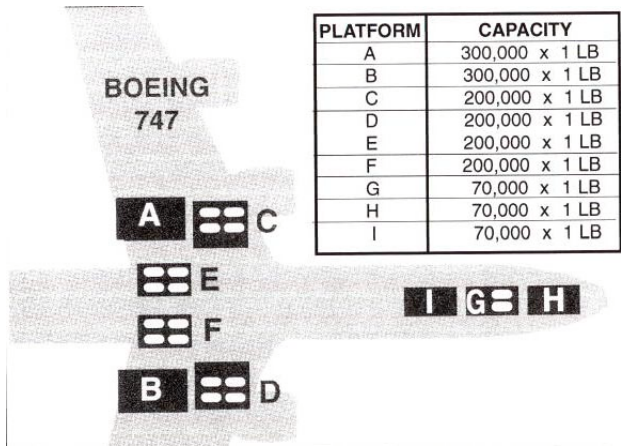 BOEING
747
PLATFORM CAPACITY
A 300,000 x 1 LB
B 300,000 x 1 LB
C 200,000 x 1 LB
D 200,000 x 1 LB
E 200,000 x 1 LB
F 200,000 x 1 LB
G 70,000 x 1 LB
H 70,000 x 1 LB
I 70,000 x 1 LB
A C
E
I G H
F
B D